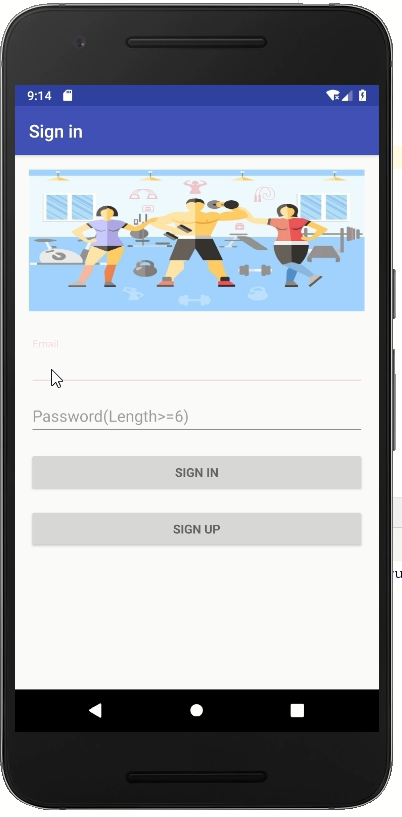 9:14
Sign in
Email
Password(Length>=6)
SIGN IN
SIGN UP